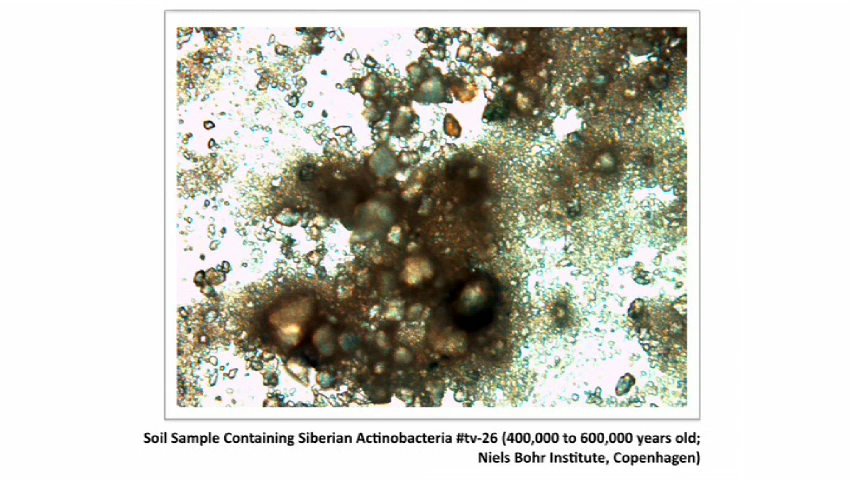 Soil Sample Containing Siberian Actinobacteria #tv-26 (400,000 to 600,000 years old;
Niels Bohr Institute, Copenhagen)